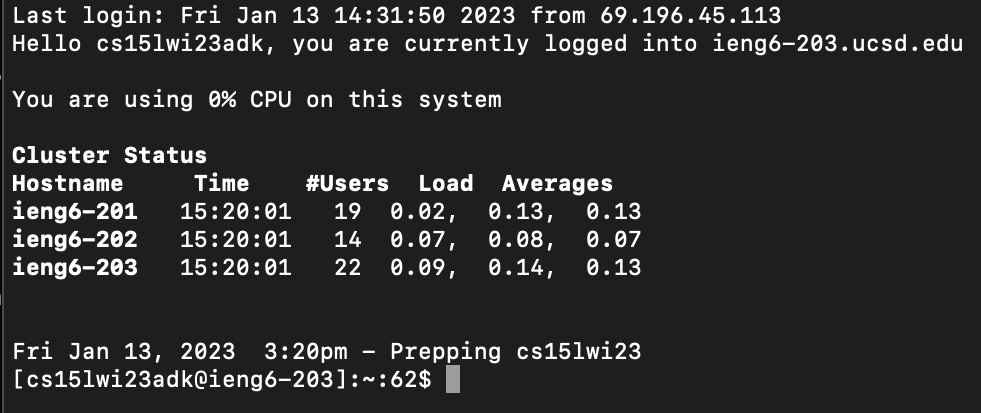 Last login: Fri Jan 13 14:31:50 2023 from 69.196.45.113
Hello cs15lwi23adk, you are currently logged into ieng6-203.ucsd.edu
You are using 0% CPU on this system
Cluster Status
Hostname     Time    #Users  Load  Averages
ieng6-201   15:20:01   19  0.02,  0.13,  0.13
ieng6-202   15:20:01   14  0.07,  0.08,  0.07
ieng6-203   15:20:01   22  0.09,  0.14,  0.13
Fri Jan 13, 2023  3:20pm - Prepping cs15lwi23
[cs15lwi23adk@ieng6-203]:~:62$